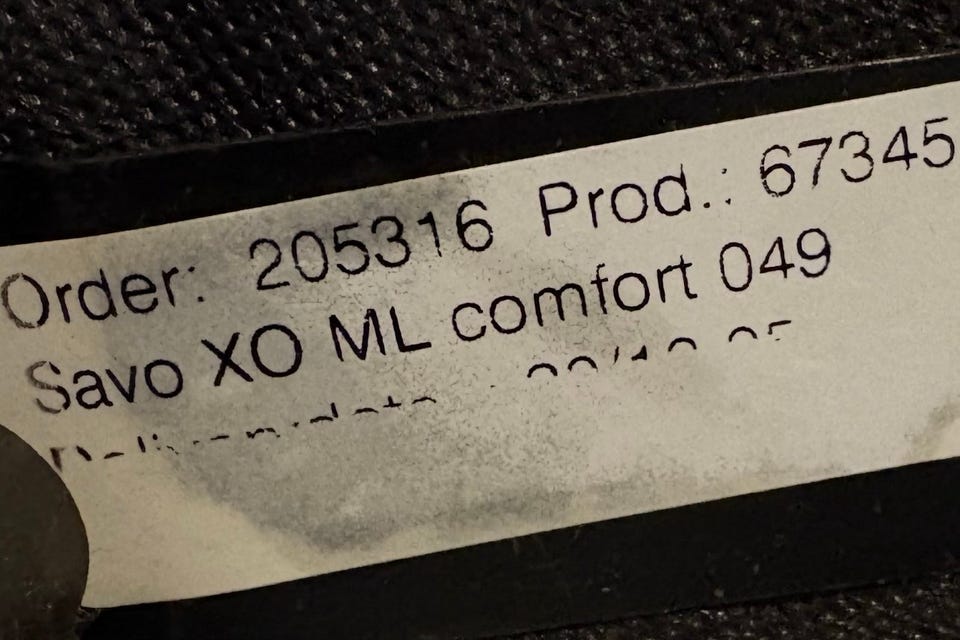 Order: 205316 Prod.: 67345
Savo XO ML comfort 049